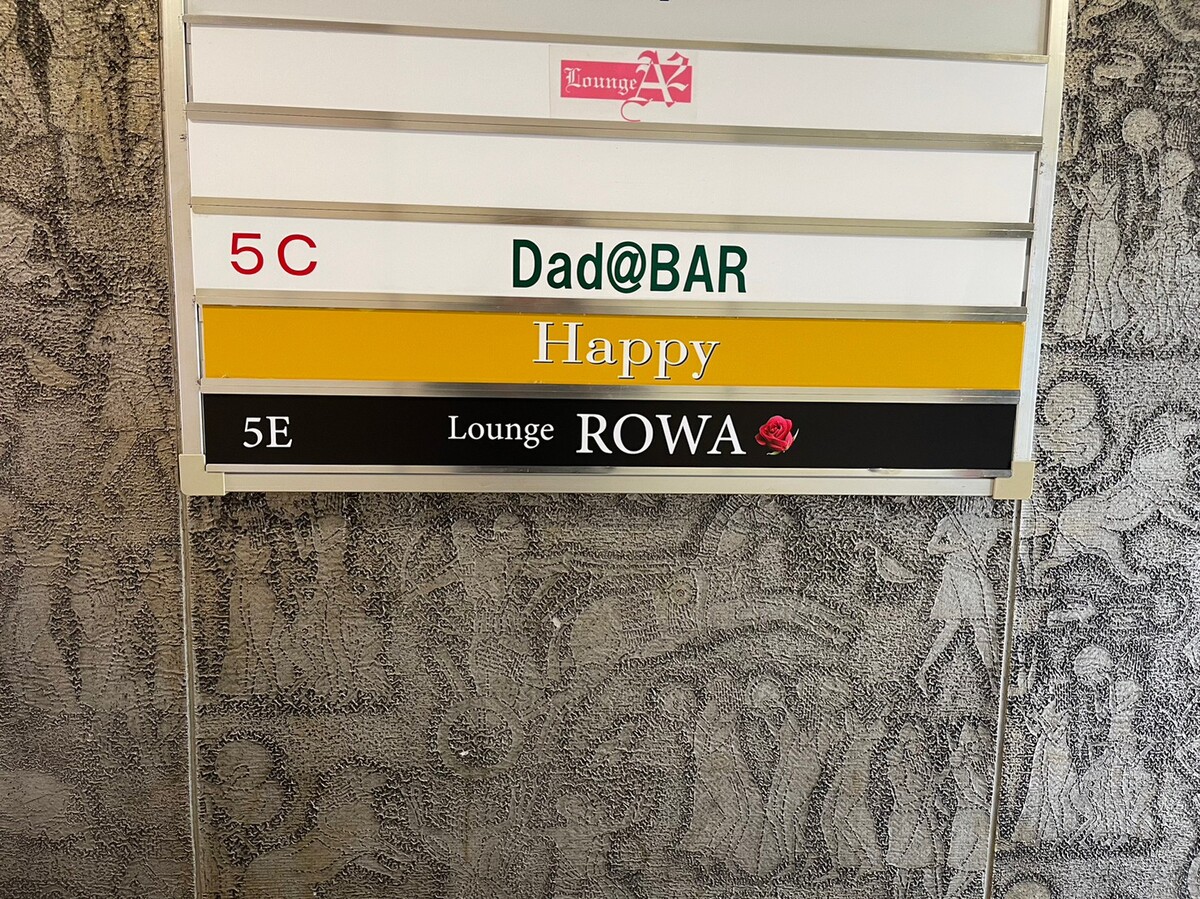 Lounge A2
5C Dad@BAR
Happy
5E Lounge ROWA